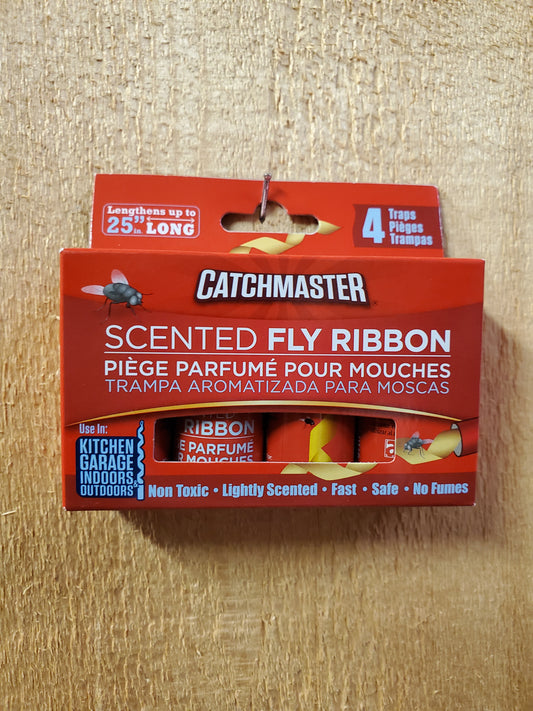 Lengthens up to
25" in. LONG
4 Traps
Pièges
Trampas
CATCHMASTER®
SCENTED FLY RIBBON
PIÈGE PARFUMÉ POUR MOUCHES
TRAMPA AROMATIZADA PARA MOSCAS
Use In:
KITCHEN
GARAGE
INDOORS
OUTDOORS
RIBBON
E PARFUMÉ
MOUCHES
Non Toxic • Lightly Scented • Fast • Safe • No Fumes